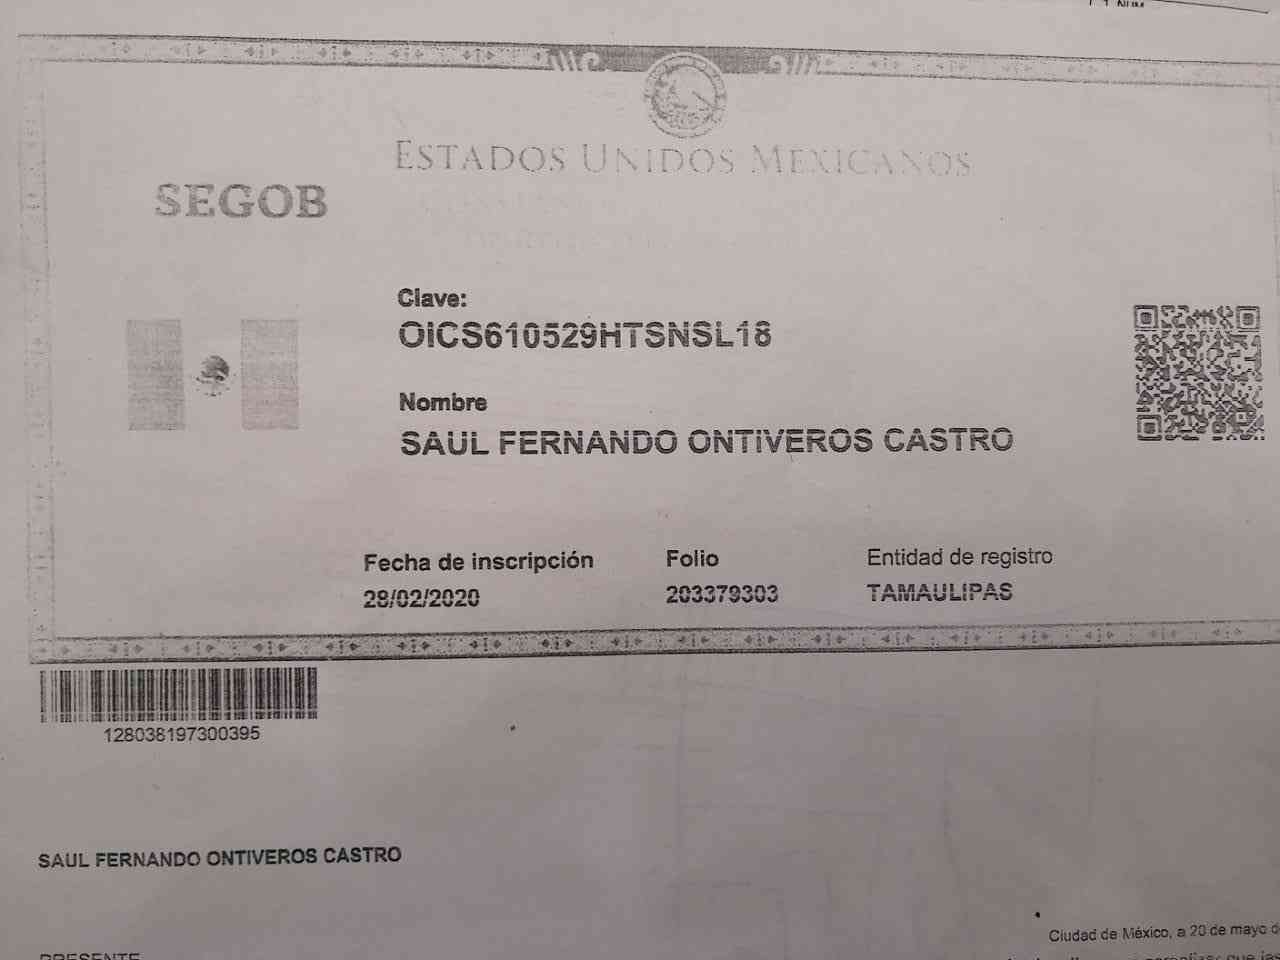 ESTADOS UNIDOS MEXICANOS
SEGOB
Clave:
OICS610529HTSNSL18
Nombre
SAUL FERNANDO ONTIVEROS CASTRO
Fecha de inscripción Folio Entidad de registro
28/02/2020 203379303 TAMAULIPAS
128038197300395
SAUL FERNANDO ONTIVEROS CASTRO
Ciudad de México, a 20 de mayo d
PRESENTE